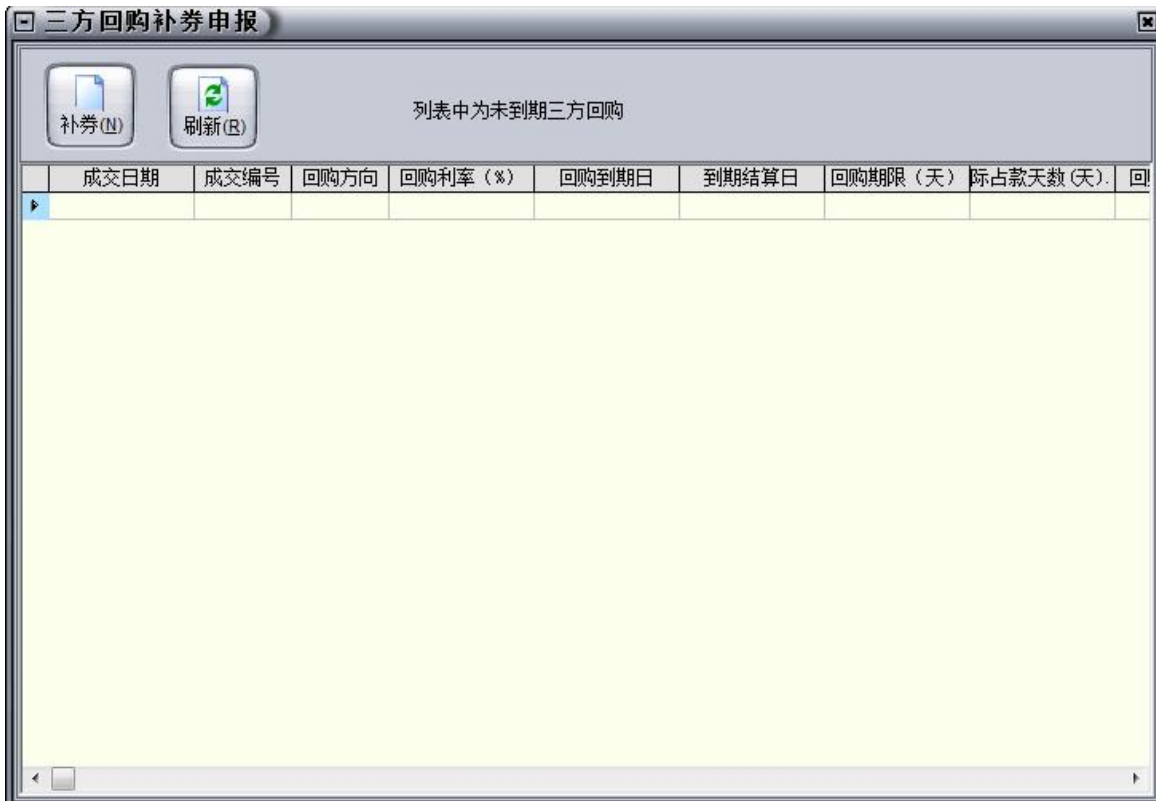 三方回购补券申报
补券(N)
刷新(R)
列表中为未到期三方回购
成交日期 成交编号 回购方向 回购利率（%） 回购到期日 到期结算日 回购期限（天） 际占款天数(天). 回